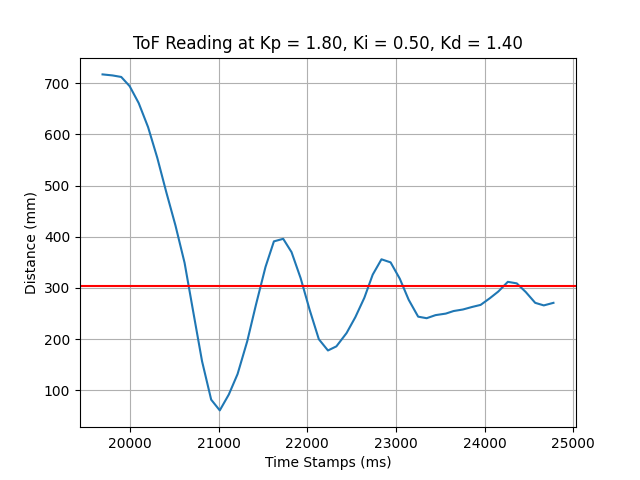 ToF Reading at Kp = 1.80, Ki = 0.50, Kd = 1.40
700
600
500
400
300
200
100
Distance (mm)
20000 21000 22000 23000 24000 25000
Time Stamps (ms)